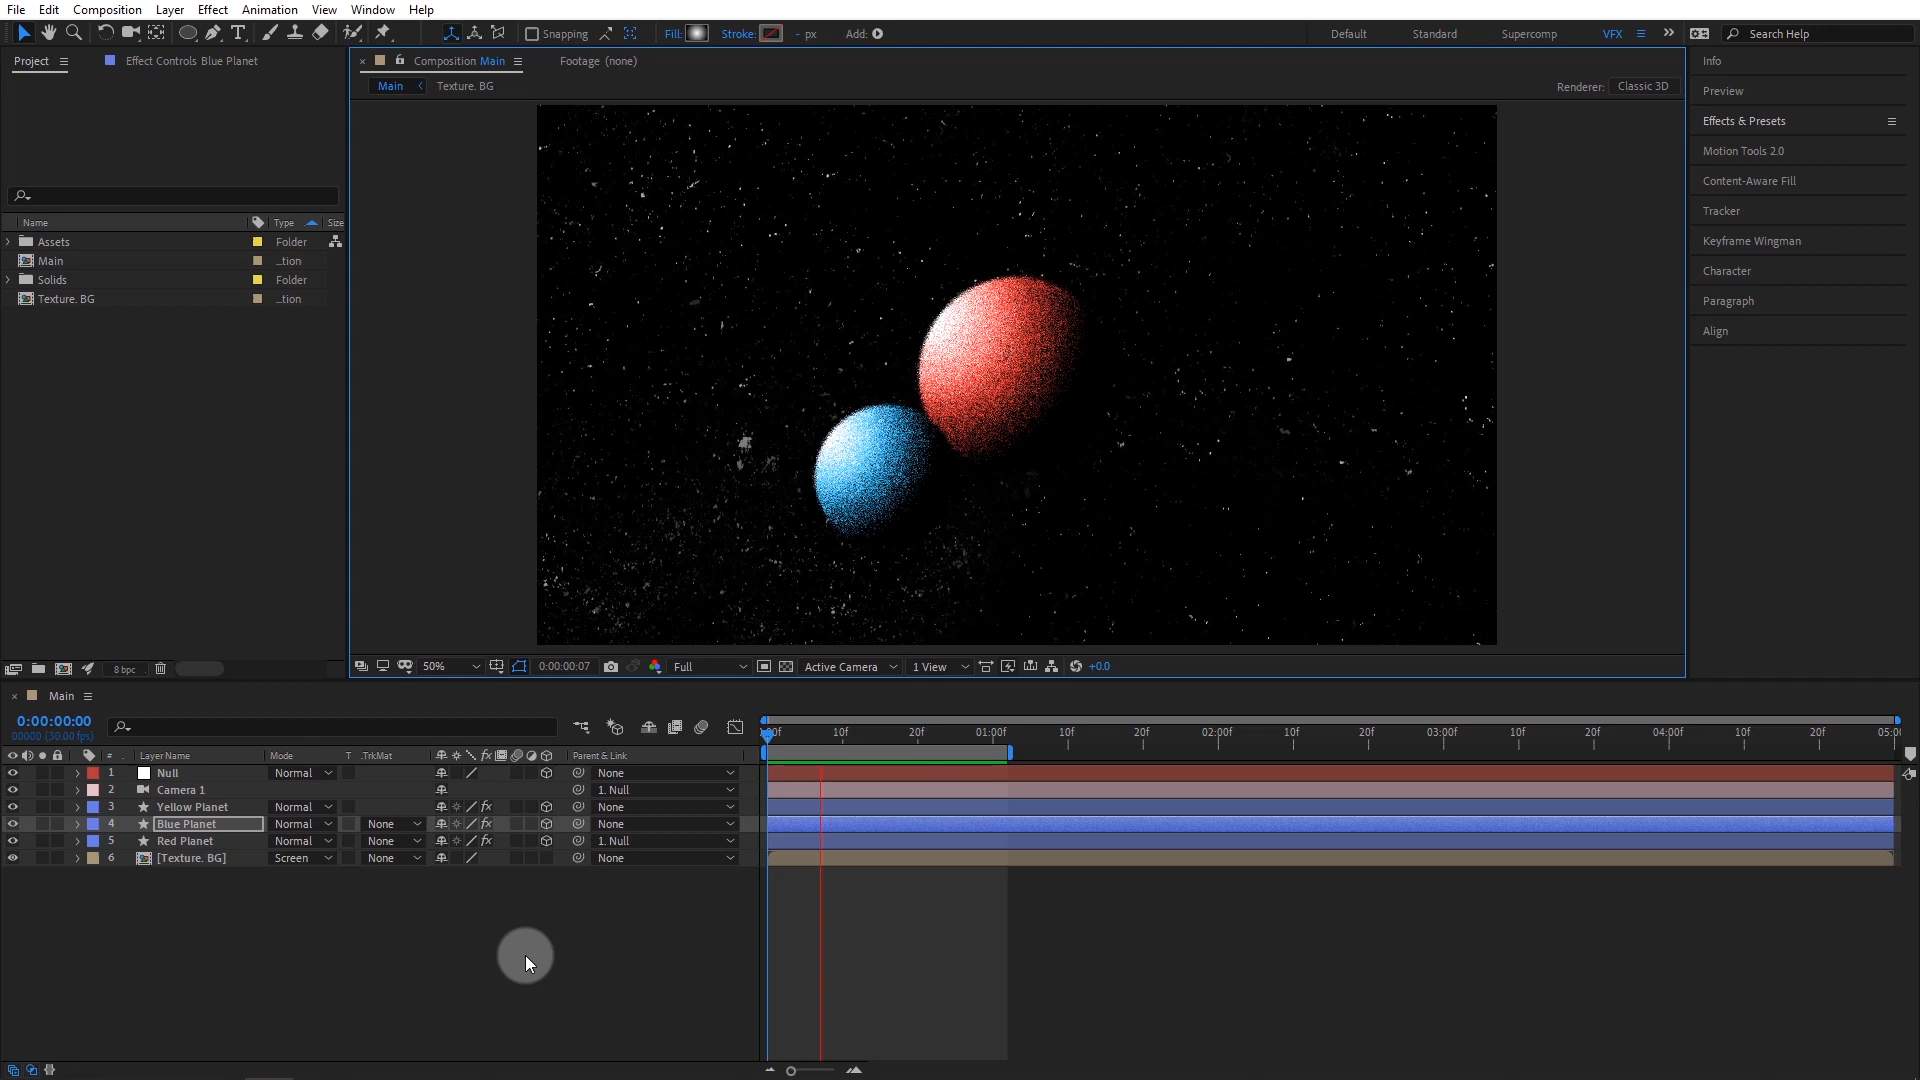 File Edit Composition Layer Effect Animation View Window Help
Snapping Fill: Stroke: - px Add: Default Standard Supercomp VFX Search Help
Project Effect Controls Blue Planet Composition Main Footage (none) Info
Main Texture. BG Renderer: Classic 3D
Preview
Effects & Presets
Motion Tools 2.0
Content-Aware Fill
Tracker
Name Type Size
Assets Folder
Keyframe Wingman
Main ...tion
Character
Solids Folder
Texture. BG ...tion
Paragraph
Align
8 bpc 50% 0:00:00:07 Full Active Camera 1 View +0.0
Main
0:00:00:00
00000 (30.00 fps)
10f 20f 01:00f 10f 20f 02:00f 10f 20f 03:00f 10f 20f 04:00f 10f 20f
# Layer Name Mode T .TrkMat fx Parent & Link
1 Null Normal None
2 Camera 1 1. Null
3 Yellow Planet Normal fx None
4 Blue Planet Normal None fx None
5 Red Planet Normal None fx 1. Null
6 [Texture. BG] Screen None None